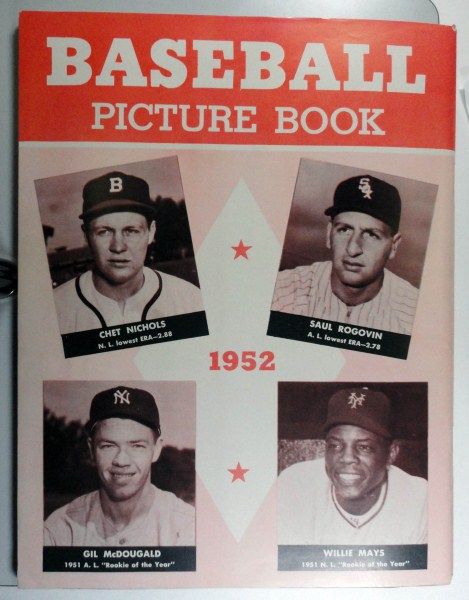 BASEBALL
PICTURE BOOK
B
SOX
CHET NICHOLS
N. L. lowest ERA—2.88
SAUL ROGOVIN
A. L. lowest ERA—2.78
1952
NY
NY
GIL McDOUGALD
1951 A. L. "Rookie of the Year"
WILLIE MAYS
1951 N. L. "Rookie of the Year"